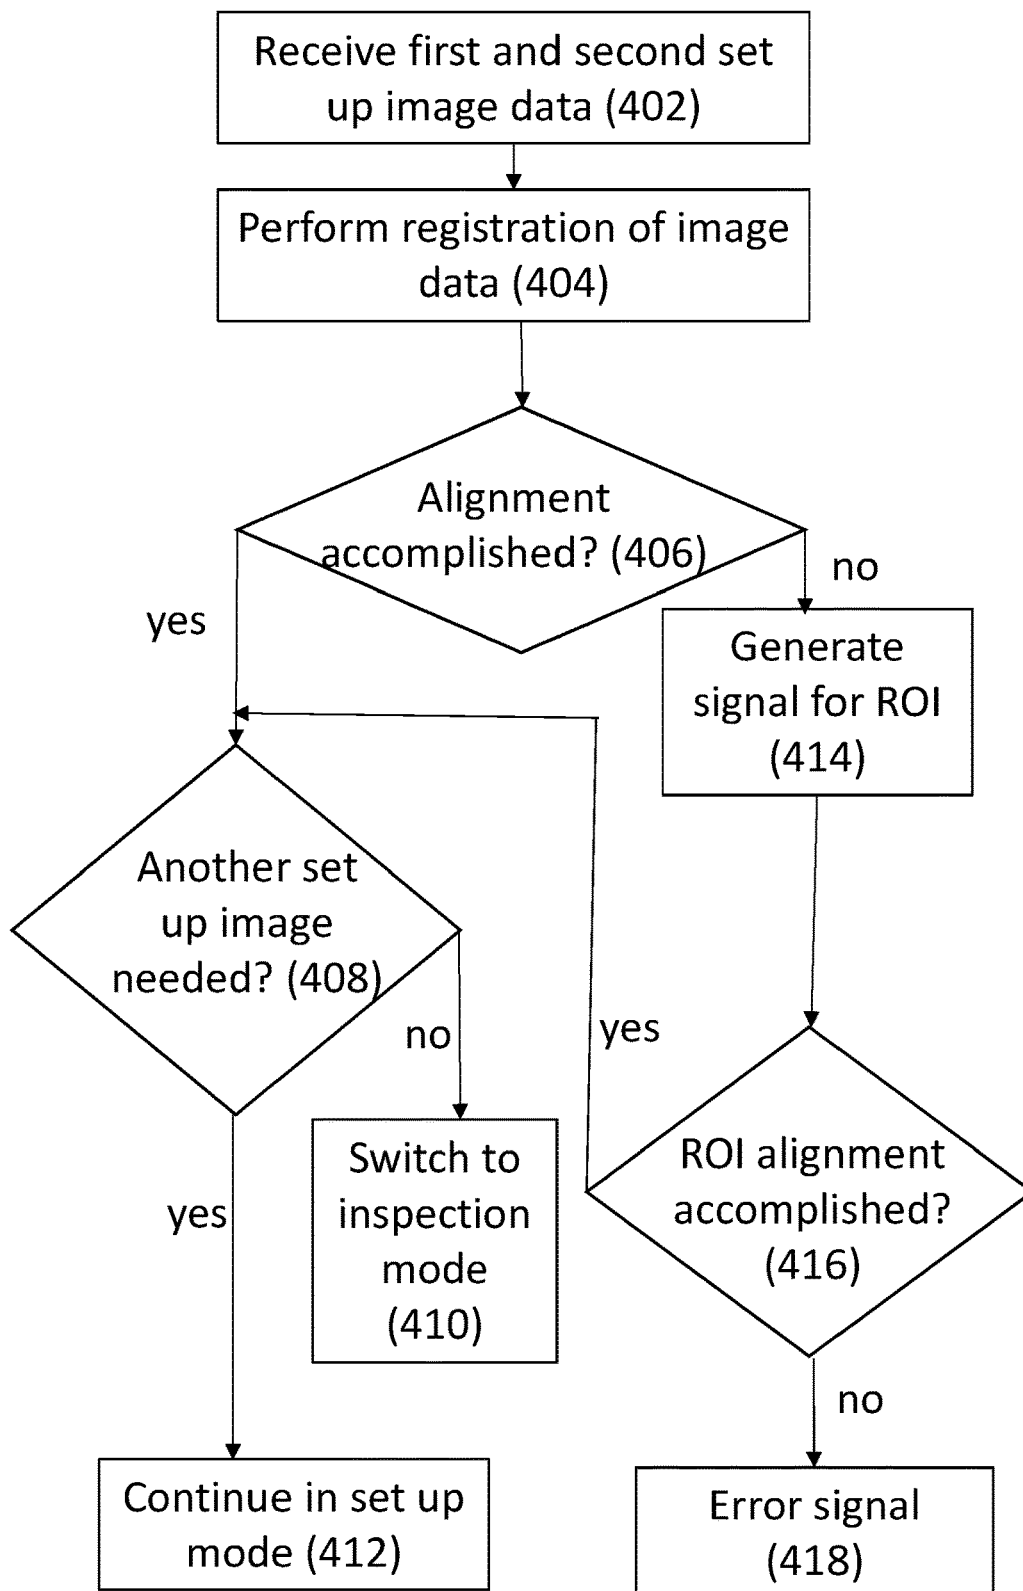 Receive first and second set
up image data (402)
Perform registration of image
data (404)
Alignment
accomplished? (406)
yes
no
Generate
signal for ROI
(414)
Another set
up image
needed? (408)
no
yes
yes
Switch to
inspection
mode
(410)
ROI alignment
accomplished?
(416)
no
Continue in set up
mode (412)
Error signal
(418)